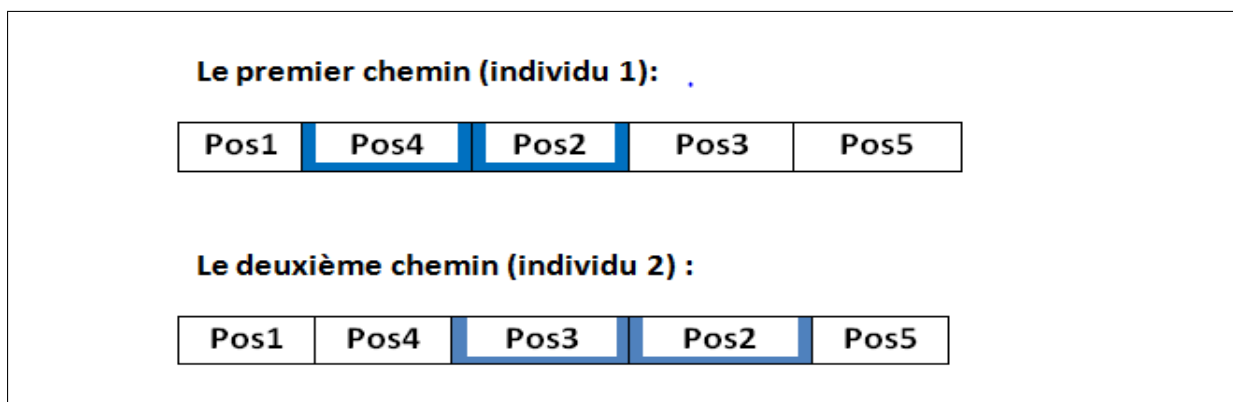 Le premier chemin (individu 1):
Pos1 Pos4 Pos2 Pos3 Pos5
Le deuxième chemin (individu 2) :
Pos1 Pos4 Pos3 Pos2 Pos5